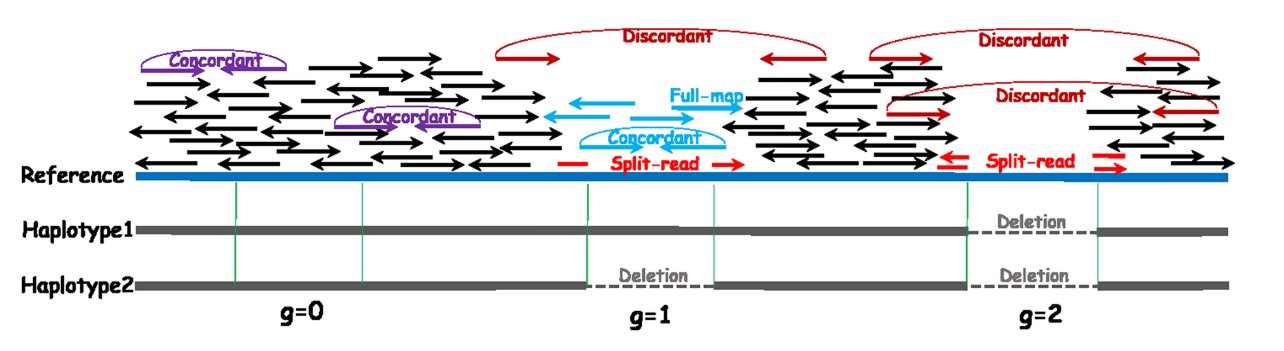 Discordant
Discordant
Concordant
Full-map
Discordant
Concordant
Concordant
Split-read
Split-read
Reference
Haplotype1
Deletion
Haplotype2
Deletion
Deletion
g=0
g=1
g=2